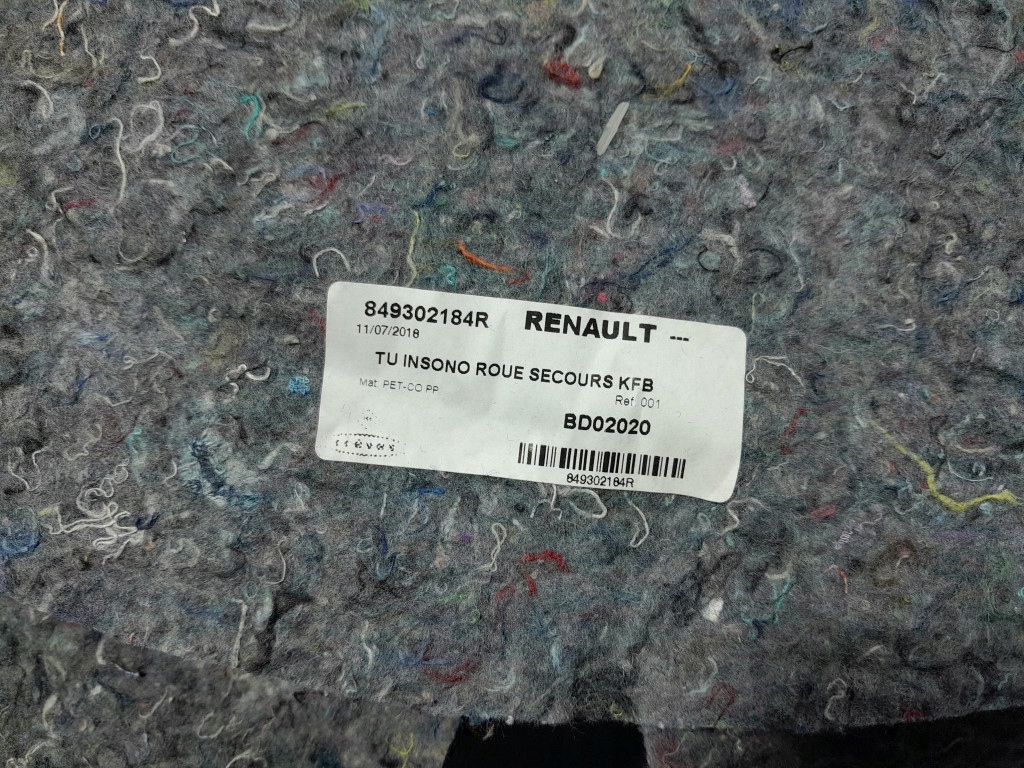 849302184R RENAULT ---
11/07/2018
TU INSONO ROUE SECOURS KFB
Mat. PET-CO PP
Ref. 001
BD02020
849302184R